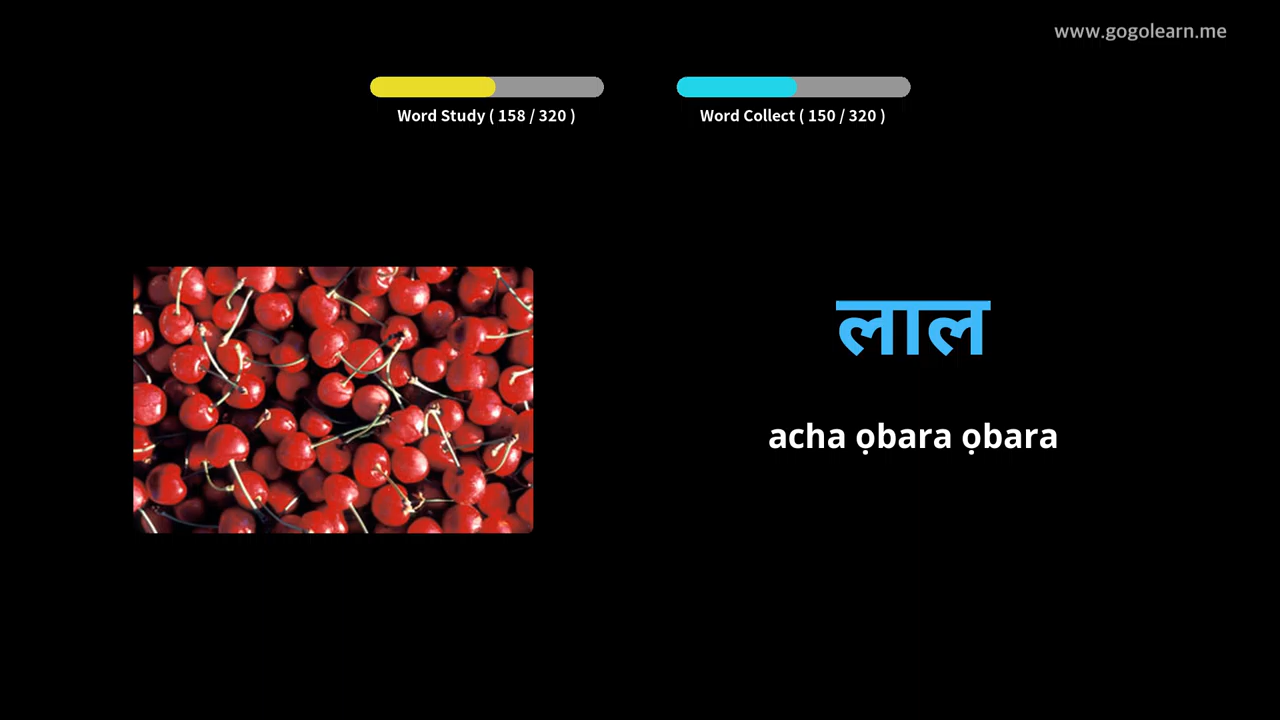 www.gogolearn.me
Word Study ( 158 / 320 )
Word Collect ( 150 / 320 )
लाल
acha ọbara ọbara